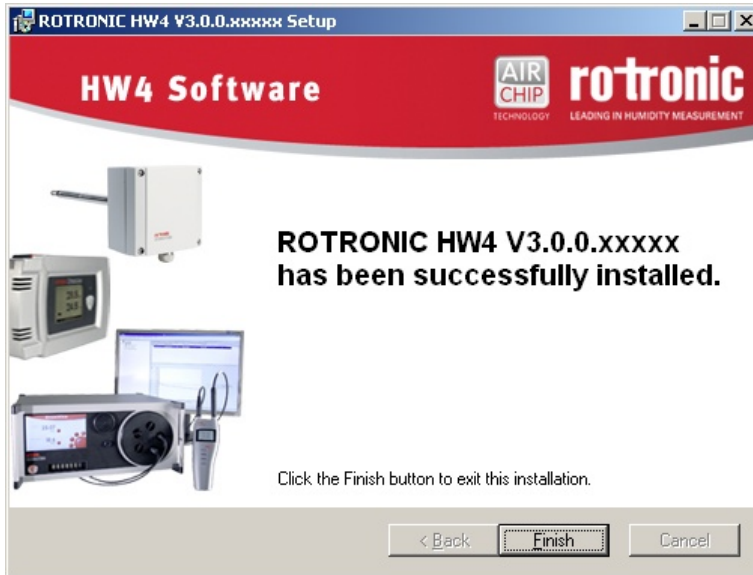 ROTRONIC HW4 V3.0.0.xxxxx Setup
HW4 Software
AIR
CHIP
TECHNOLOGY
rotronic
LEADING IN HUMIDITY MEASUREMENT
ROTRONIC HW4 V3.0.0.xxxxx
has been successfully installed.
Click the Finish button to exit this installation.
< Back
Finish
Cancel